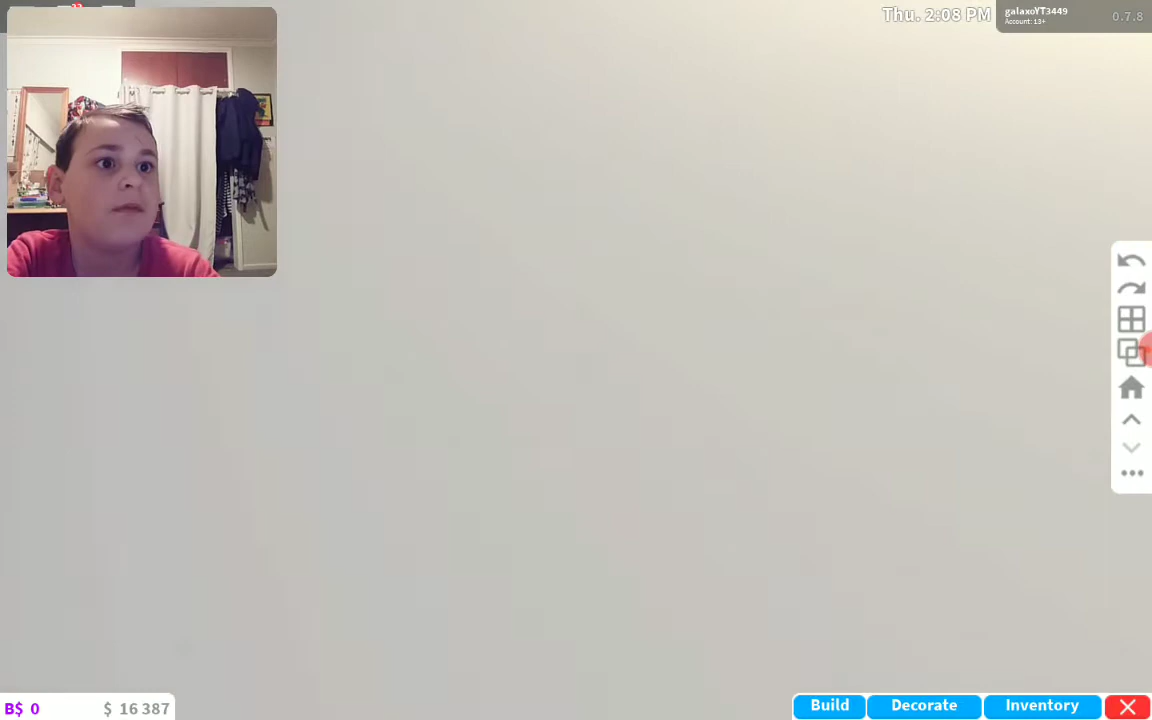 Thu. 2:08 PM
galaxoYT3449
Account: 13+
0.7.8
B$ 0
$ 16 387
Build
Decorate
Inventory